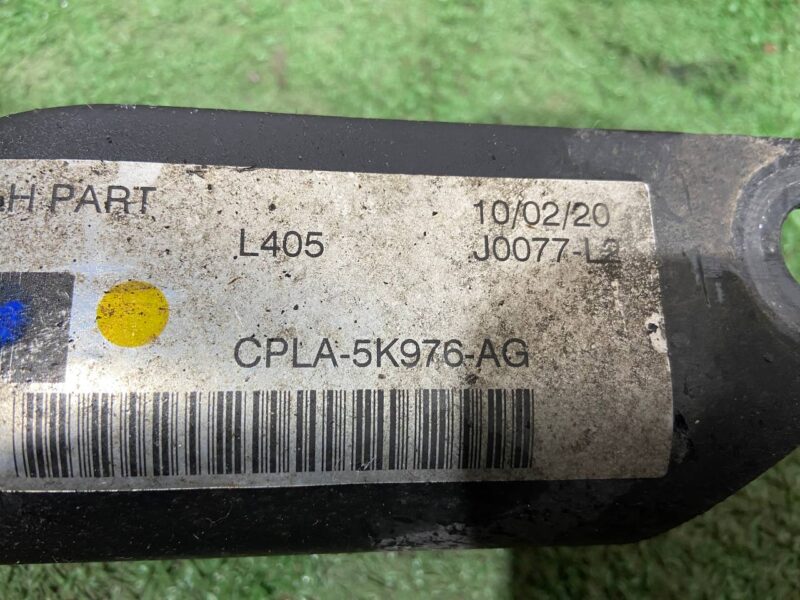 H PART
10/02/20
L405
J0077-L2
CPLA-5K976-AG